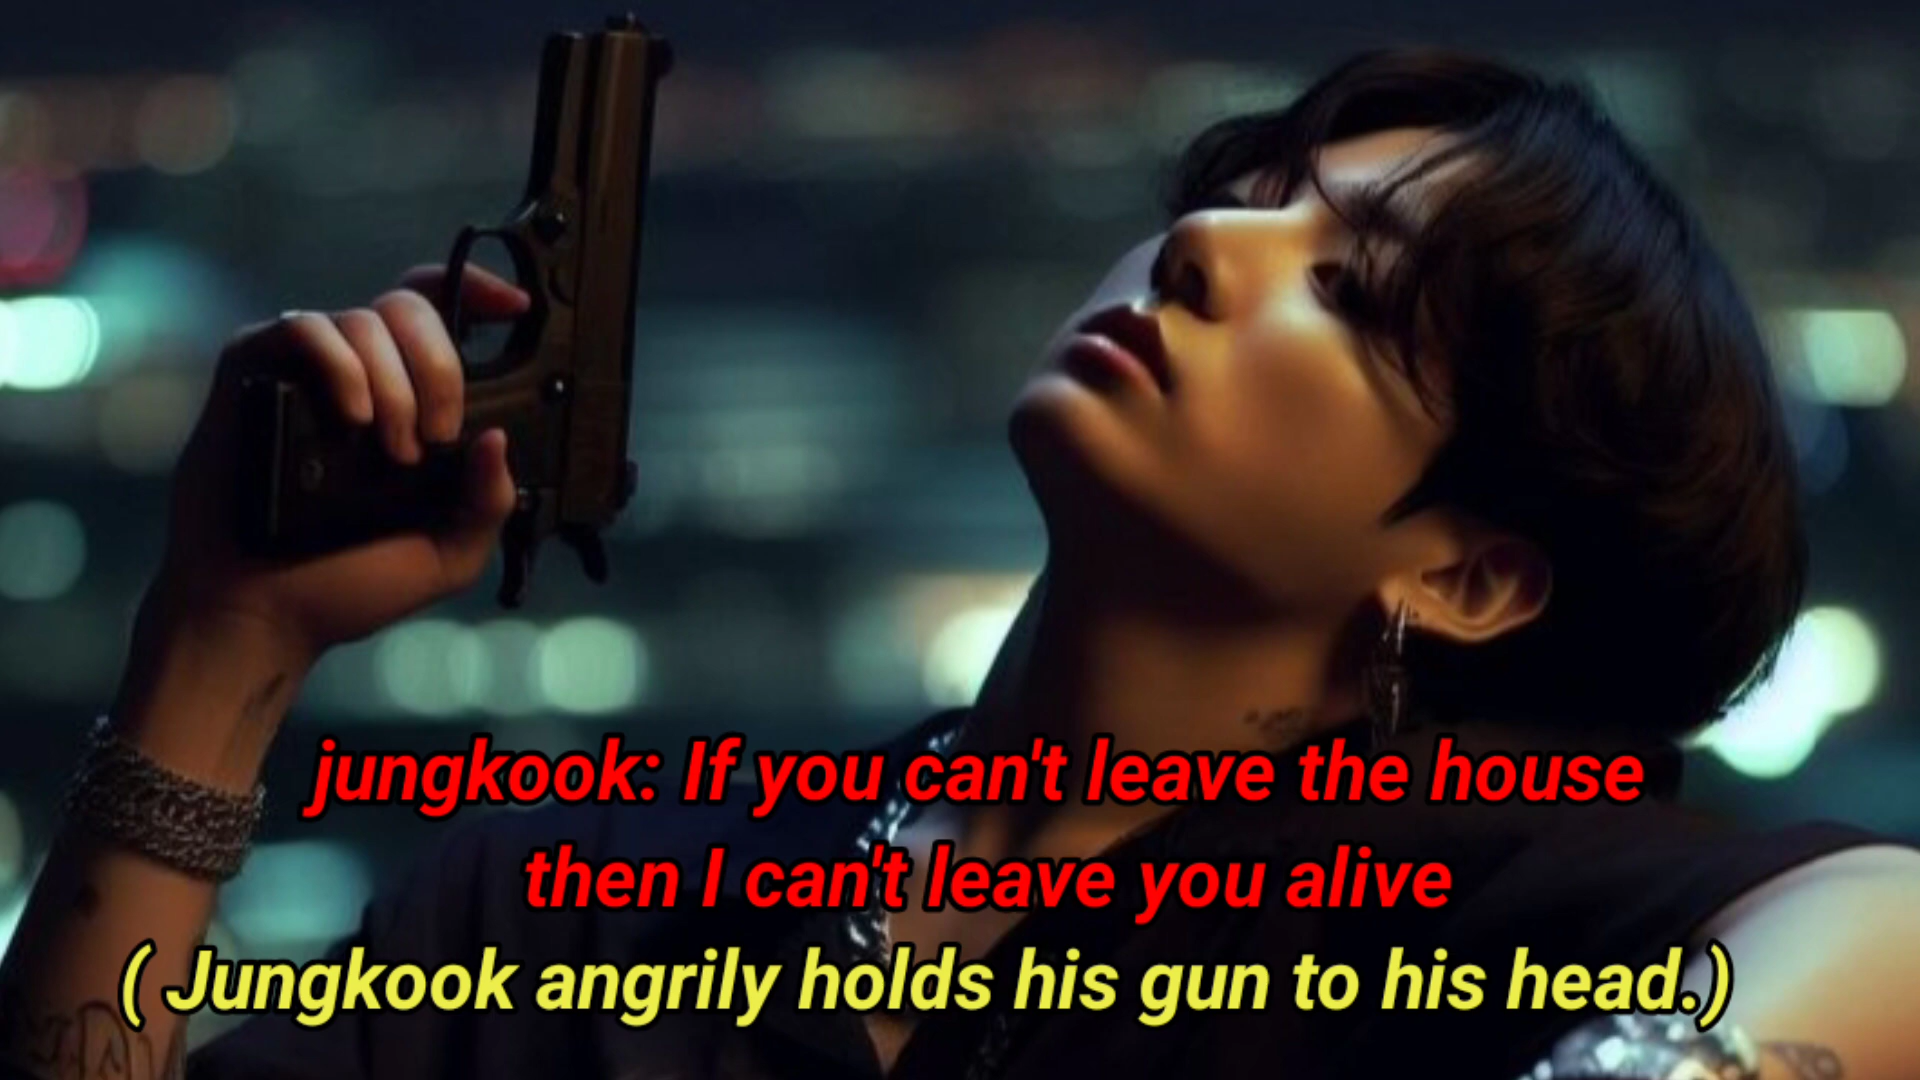 jungkook: If you can't leave the house
then I can't leave you alive
( Jungkook angrily holds his gun to his head.)